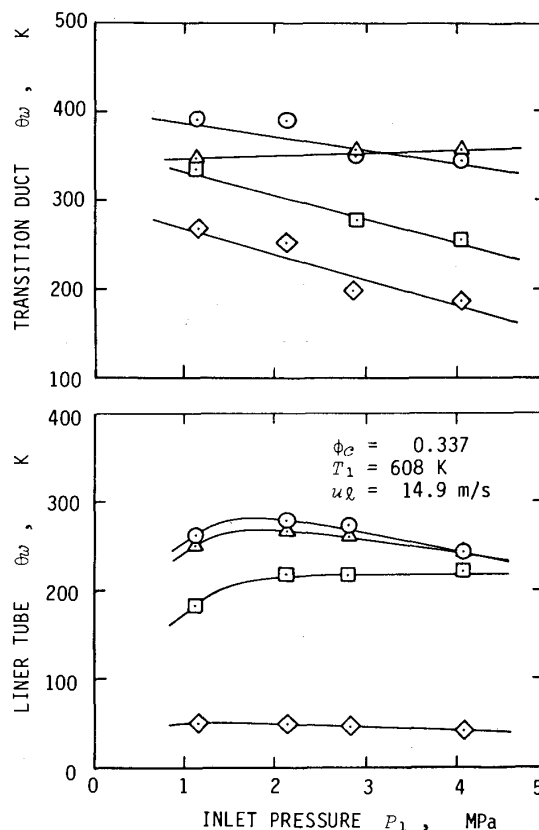 500
400
300
200
100
TRANSITION DUCT θw , K
400
300
200
100
0
LINER TUBE θw , K
ϕc = 0.337
T1 = 608 K
uℓ = 14.9 m/s
0 1 2 3 4 5
INLET PRESSURE P1 , MPa